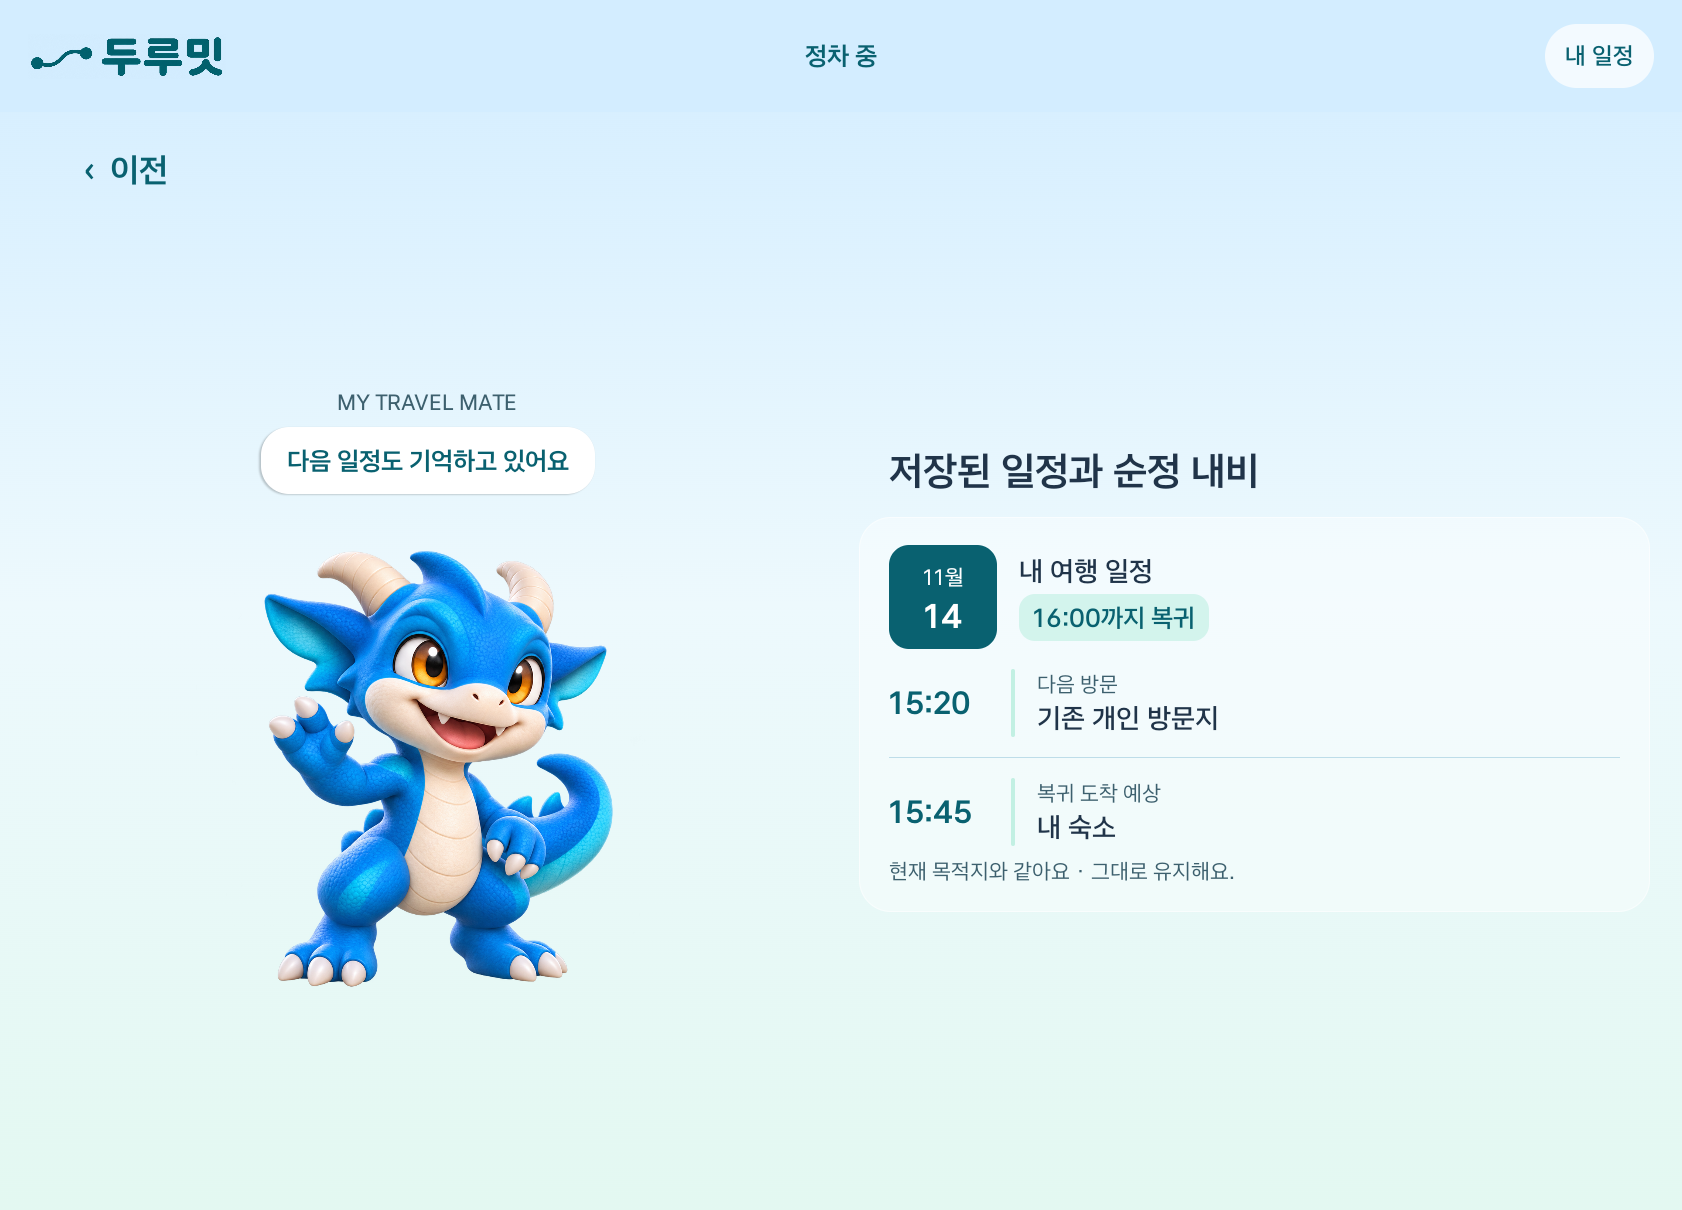 두루밋
정차 중
내 일정
‹ 이전
MY TRAVEL MATE
다음 일정도 기억하고 있어요
저장된 일정과 순정 내비
11월
14
내 여행 일정
16:00까지 복귀
15:20
다음 방문
기존 개인 방문지
15:45
복귀 도착 예상
내 숙소
현재 목적지와 같아요 · 그대로 유지해요.